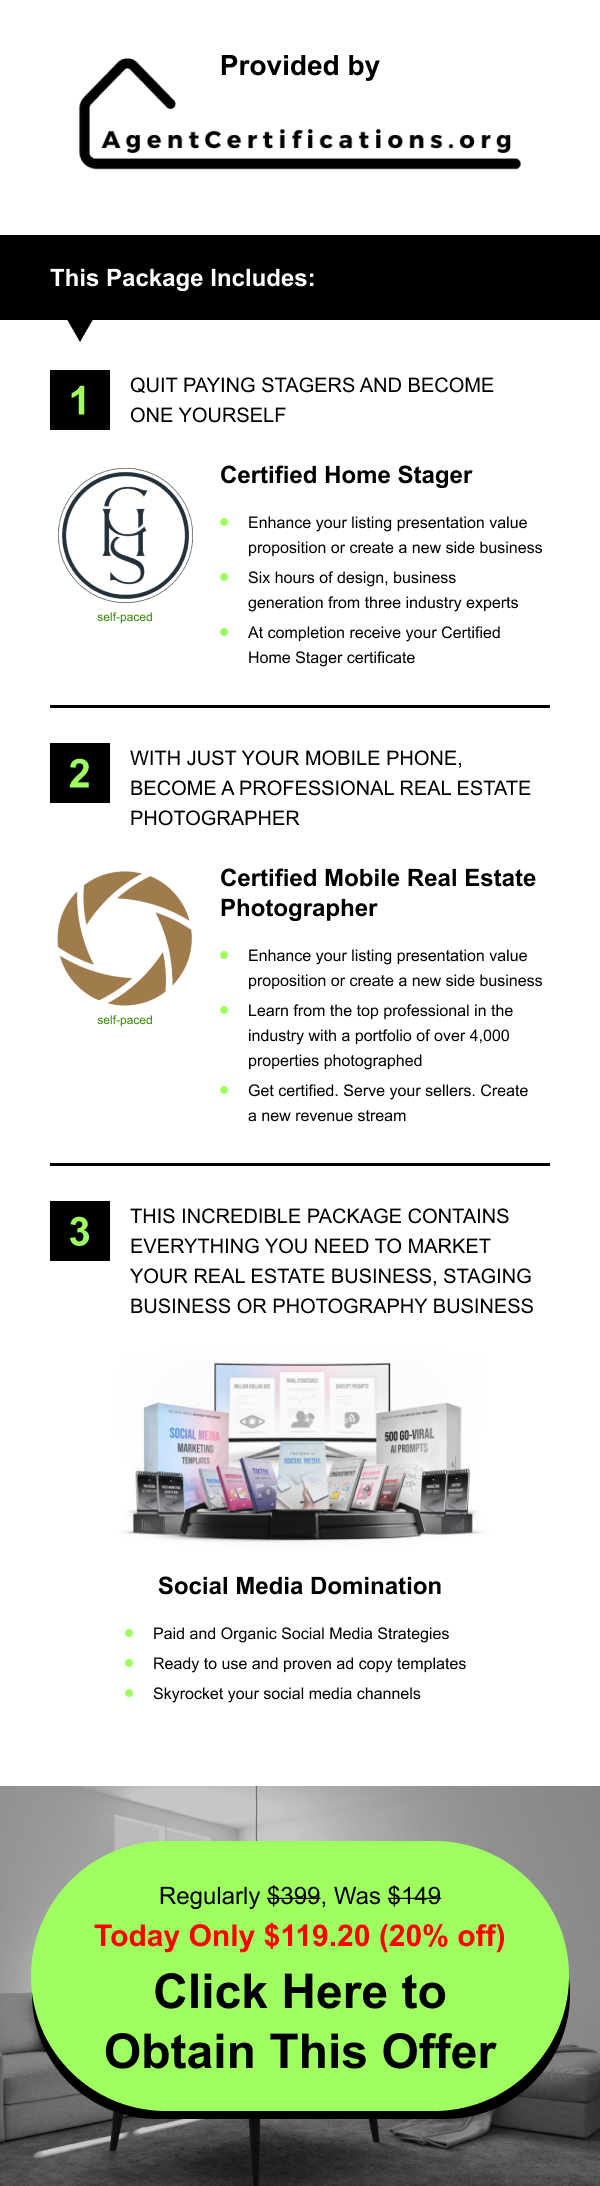 Provided by
AgentCertifications.org
This Package Includes:
1
QUIT PAYING STAGERS AND BECOME
ONE YOURSELF
CHS
self-paced
Certified Home Stager
Enhance your listing presentation value
proposition or create a new side business
Six hours of design, business
generation from three industry experts
At completion receive your Certified
Home Stager certificate
2
WITH JUST YOUR MOBILE PHONE,
BECOME A PROFESSIONAL REAL ESTATE
PHOTOGRAPHER
self-paced
Certified Mobile Real Estate
Photographer
Enhance your listing presentation value
proposition or create a new side business
Learn from the top professional in the
industry with a portfolio of over 4,000
properties photographed
Get certified. Serve your sellers. Create
a new revenue stream
3
THIS INCREDIBLE PACKAGE CONTAINS
EVERYTHING YOU NEED TO MARKET
YOUR REAL ESTATE BUSINESS, STAGING
BUSINESS OR PHOTOGRAPHY BUSINESS
MILLION DOLLAR ADS
VIRAL STRATEGIES
CHATGPT PROMPTS
SOCIAL MEDIA
MARKETING
TEMPLATES
500 GO-VIRAL
AI PROMPTS
TIKTOK
SOCIAL MEDIA
Social Media Domination
Paid and Organic Social Media Strategies
Ready to use and proven ad copy templates
Skyrocket your social media channels
Regularly $399, Was $149
Today Only $119.20 (20% off)
Click Here to
Obtain This Offer